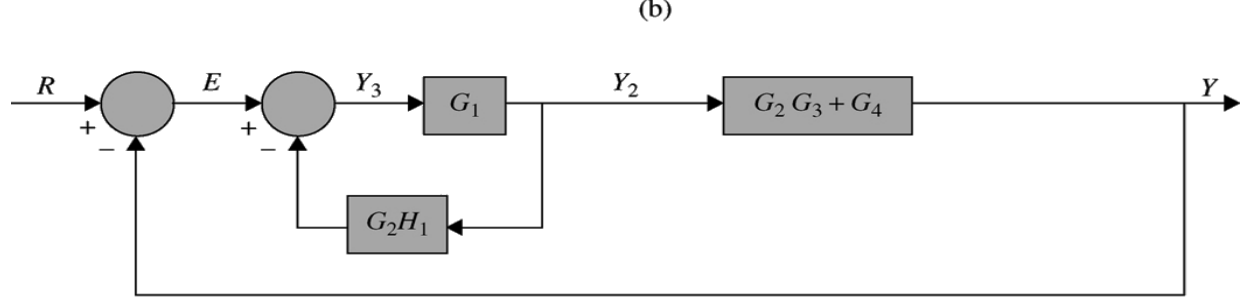 (b)
R E Y₃ G₁ Y₂ G₂ G₃ + G₄ Y
+ − + −
G₂H₁